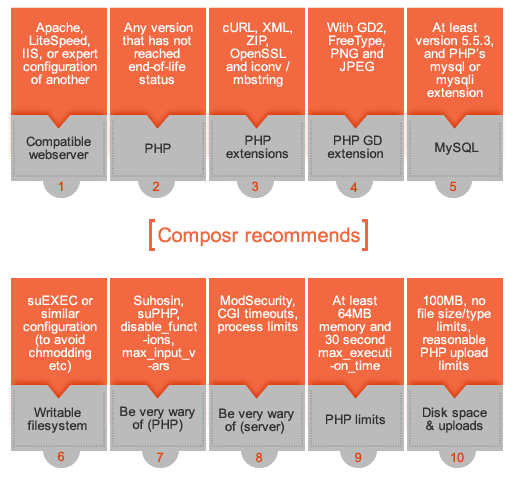 Apache,
LiteSpeed,
IIS, or expert
configuration
of another
Compatible
webserver
1
Any version
that has not
reached
end-of-life
status
PHP
2
cURL, XML,
ZIP,
OpenSSL
and iconv /
mbstring
PHP
extensions
3
With GD2,
FreeType,
PNG and
JPEG
PHP GD
extension
4
At least
version 5.5.3,
and PHP's
mysql or
mysqli
extension
MySQL
5
[Composr recommends]
suEXEC or
similar
configuration
(to avoid
chmodding
etc)
Writable
filesystem
6
Suhosin,
suPHP,
disable_funct
-ions,
max_input_v
-ars
Be very wary
of (PHP)
7
ModSecurity,
CGI timeouts,
process limits
Be very wary
of (server)
8
At least
64MB
memory and
30 second
max_executi
-on_time
PHP limits
9
100MB, no
file size/type
limits,
reasonable
PHP upload
limits
Disk space
& uploads
10